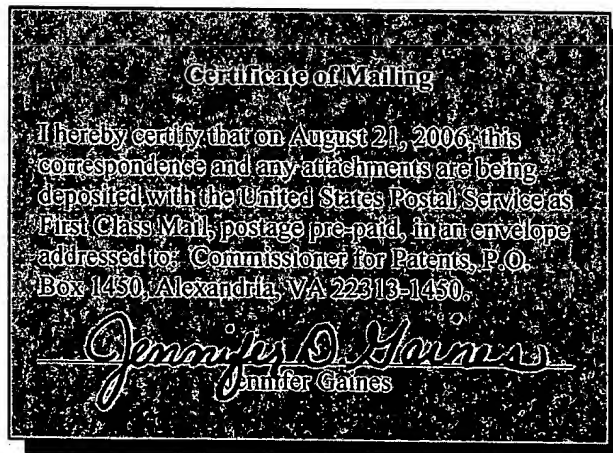 Certificate of Mailing
I hereby certify that on August 21, 2006, this
correspondence and any attachments are being
deposited with the United States Postal Service as
First Class Mail, postage pre-paid, in an envelope
addressed to: Commissioner for Patents, P.O.
Box 1450, Alexandria, VA 22313-1450.
Jennifer D. Gaines
Jennifer Gaines